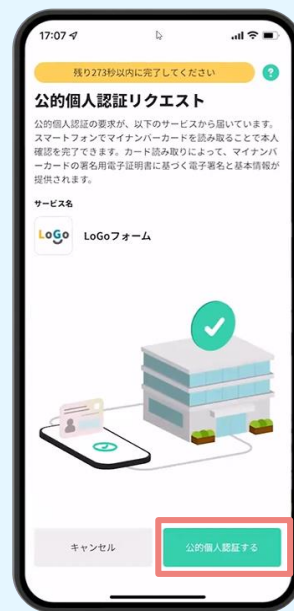 17:07
残り273秒以内に完了してください
?
公的個人認証リクエスト
公的個人認証の要求が、以下のサービスから届いています。
スマートフォンでマイナンバーカードを読み取ることで本人
確認を完了できます。カード読み取りによって、マイナンバ
ーカードの署名用電子証明書に基づく電子署名と基本情報が
提供されます。
サービス名
LoGo
LoGoフォーム
キャンセル
公的個人認証する